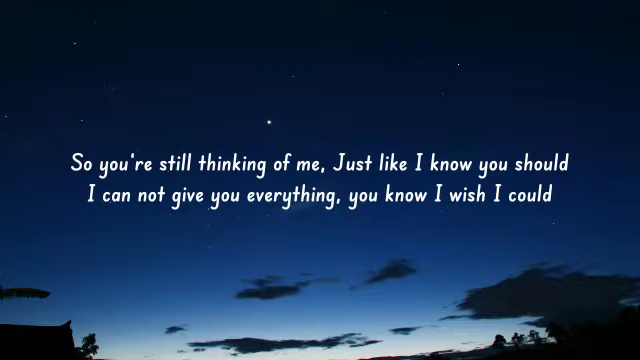 So you're still thinking of me, Just like I know you should
I can not give you everything, you know I wish I could